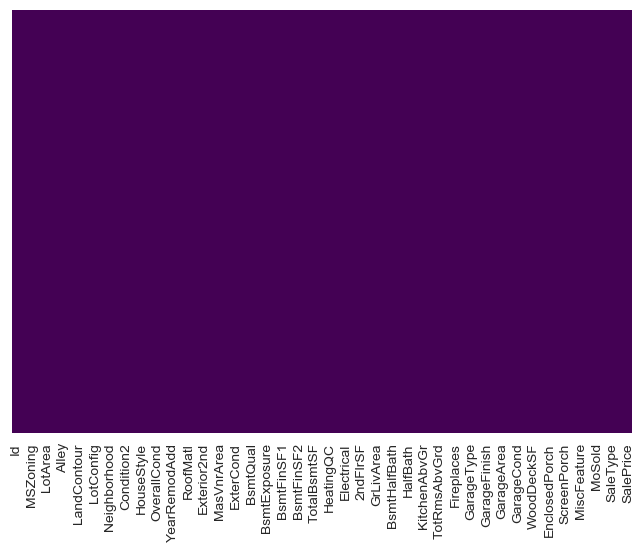 Id
MSZoning
LotArea
Alley
LandContour
LotConfig
Neighborhood
Condition2
HouseStyle
OverallCond
YearRemodAdd
RoofMatl
Exterior2nd
MasVnrArea
ExterCond
BsmtQual
BsmtExposure
BsmtFinSF1
BsmtFinSF2
TotalBsmtSF
HeatingQC
Electrical
2ndFlrSF
GrLivArea
BsmtHalfBath
HalfBath
KitchenAbvGr
TotRmsAbvGrd
Fireplaces
GarageType
GarageFinish
GarageArea
GarageCond
WoodDeckSF
EnclosedPorch
ScreenPorch
MiscFeature
MoSold
SaleType
SalePrice